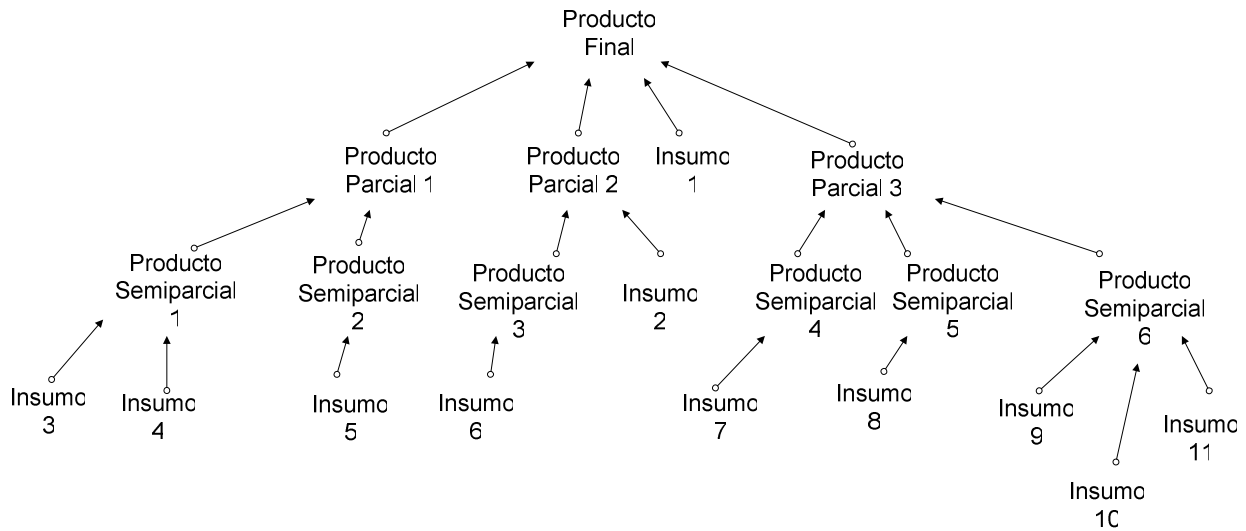 Producto
Final
Producto
Parcial 1
Producto
Parcial 2
Insumo
1
Producto
Parcial 3
Producto
Semiparcial
1
Producto
Semiparcial
2
Producto
Semiparcial
3
Insumo
2
Producto
Semiparcial
4
Producto
Semiparcial
5
Producto
Semiparcial
6
Insumo
3
Insumo
4
Insumo
5
Insumo
6
Insumo
7
Insumo
8
Insumo
9
Insumo
10
Insumo
11